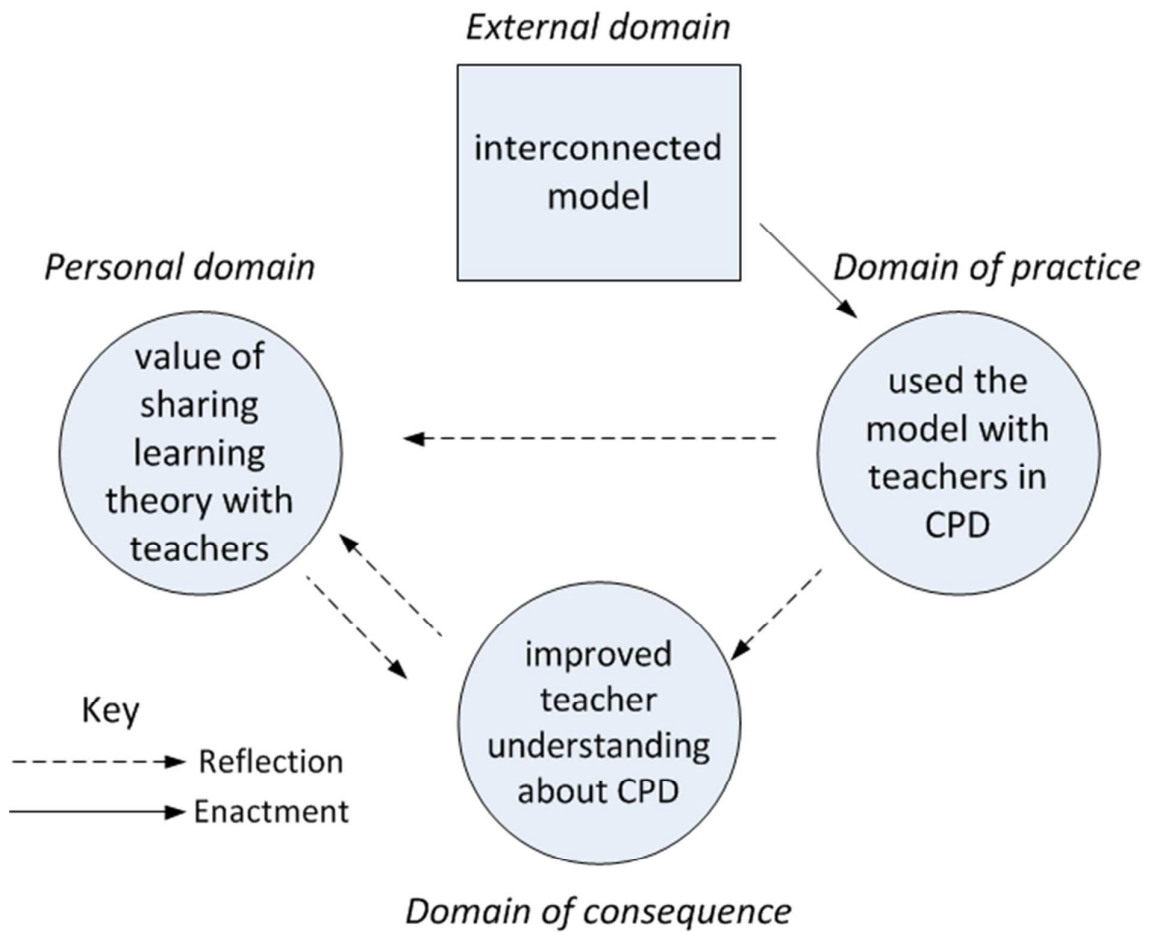 External domain
interconnected
model
Personal domain
Domain of practice
value of
sharing
learning
theory with
teachers
used the
model with
teachers in
CPD
improved
teacher
understanding
about CPD
Key
Reflection
Enactment
Domain of consequence